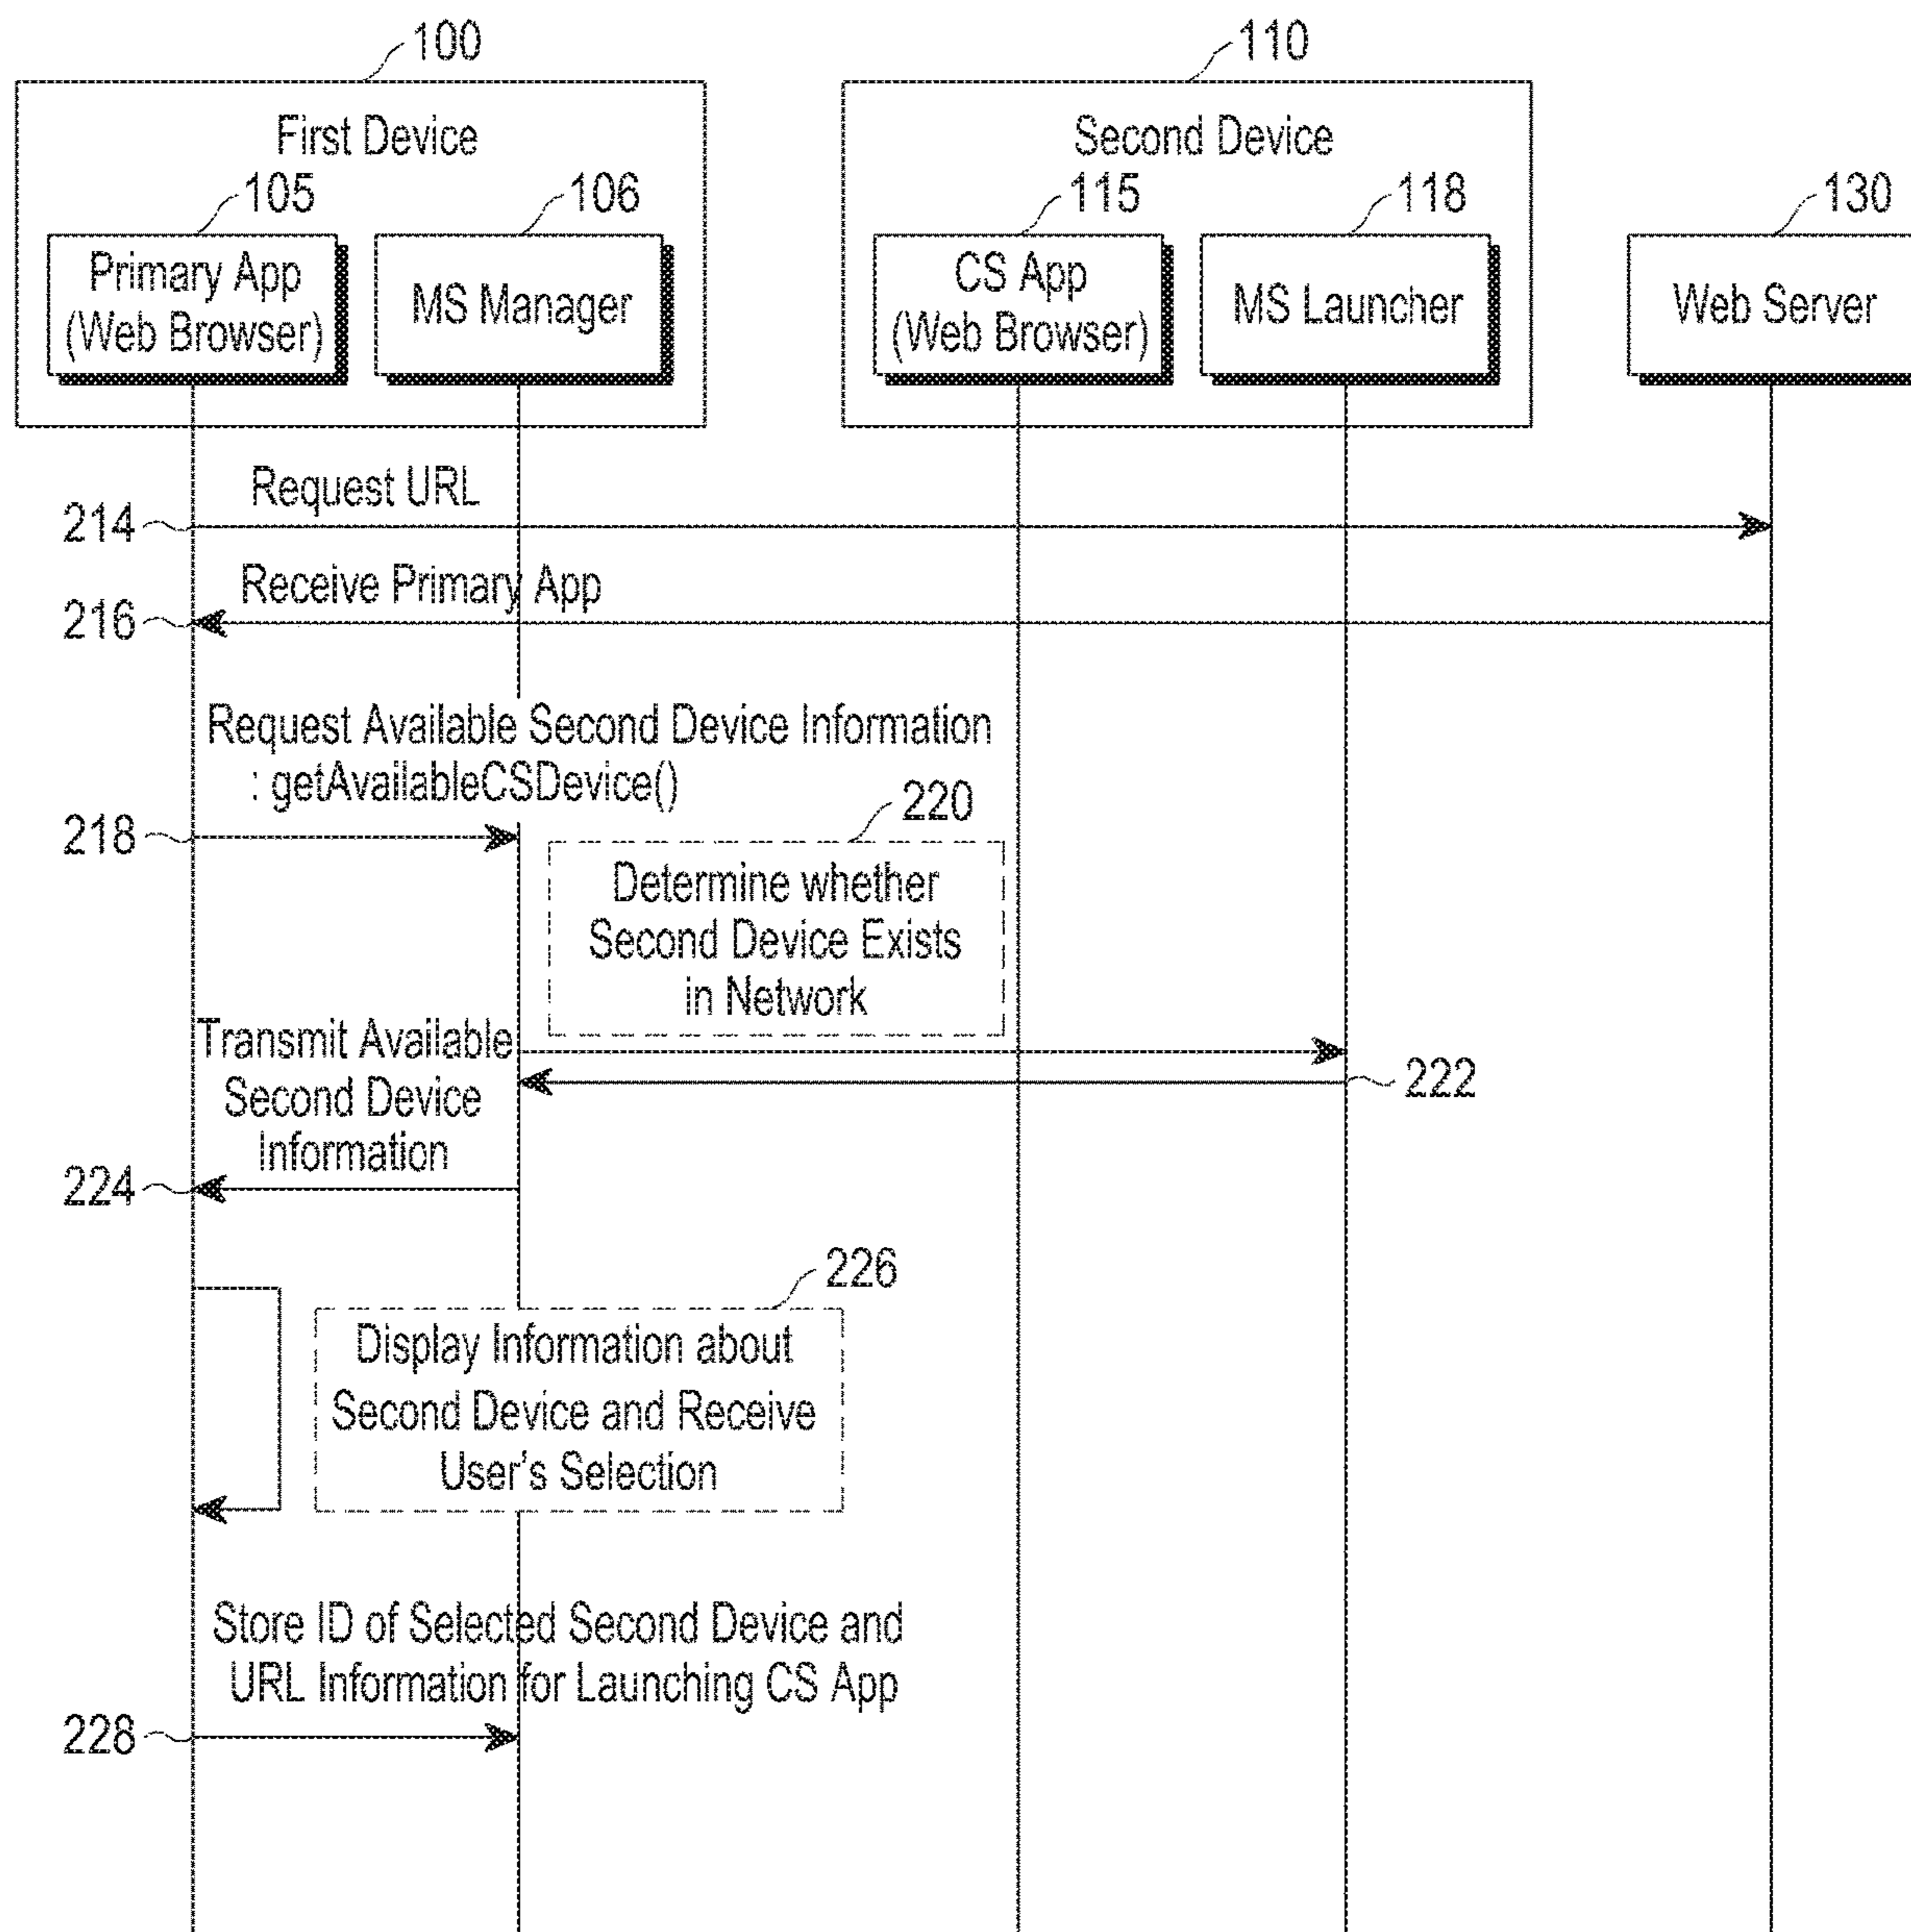 100
110
First Device
Second Device
105
106
115
118
130
Primary App
(Web Browser)
MS Manager
CS App
(Web Browser)
MS Launcher
Web Server
Request URL
214
Receive Primary App
216
Request Available Second Device Information
: getAvailableCSDevice()
218
220
Determine whether
Second Device Exists
in Network
Transmit Available
Second Device
Information
222
224
226
Display Information about
Second Device and Receive
User's Selection
Store ID of Selected Second Device and
URL Information for Launching CS App
228